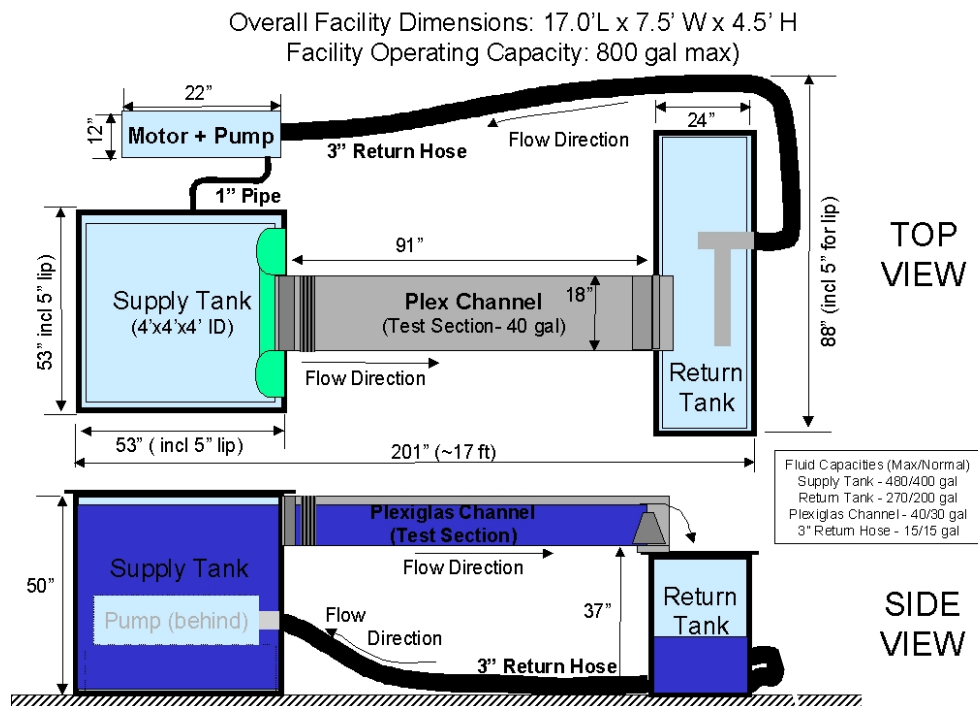 Overall Facility Dimensions: 17.0’L x 7.5’ W x 4.5’ H
Facility Operating Capacity: 800 gal max)
22”
12”
Motor + Pump
Flow Direction
3” Return Hose
24”
1” Pipe
TOP
VIEW
53” incl 5” lip)
Supply Tank
(4’x4’x4’ ID)
91”
Plex Channel
(Test Section- 40 gal)
18”
Flow Direction
Return
Tank
88” (incl 5” for lip)
53” ( incl 5” lip)
201” (~17 ft)
Fluid Capacities (Max/Normal)
Supply Tank - 480/400 gal
Return Tank - 270/200 gal
Plexiglas Channel - 40/30 gal
3” Return Hose - 15/15 gal
Plexiglas Channel
(Test Section)
Supply Tank
Flow Direction
50”
Pump (behind)
Flow
Direction
37”
Return
Tank
3” Return Hose
SIDE
VIEW